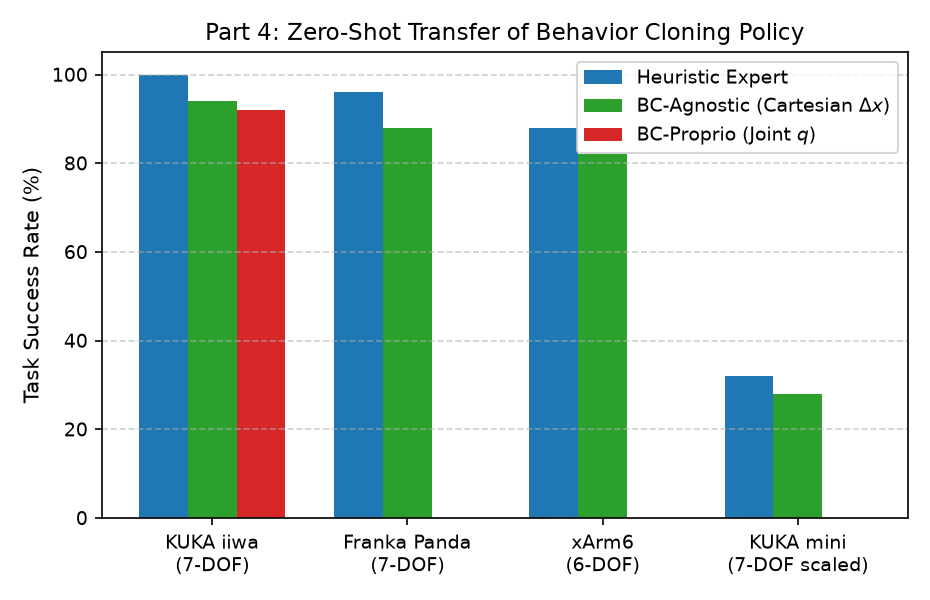 Part 4: Zero-Shot Transfer of Behavior Cloning Policy
Task Success Rate (%)
100
80
60
40
20
0
Heuristic Expert
BC-Agnostic (Cartesian Δx)
BC-Proprio (Joint q)
KUKA iiwa
(7-DOF)
Franka Panda
(7-DOF)
xArm6
(6-DOF)
KUKA mini
(7-DOF scaled)